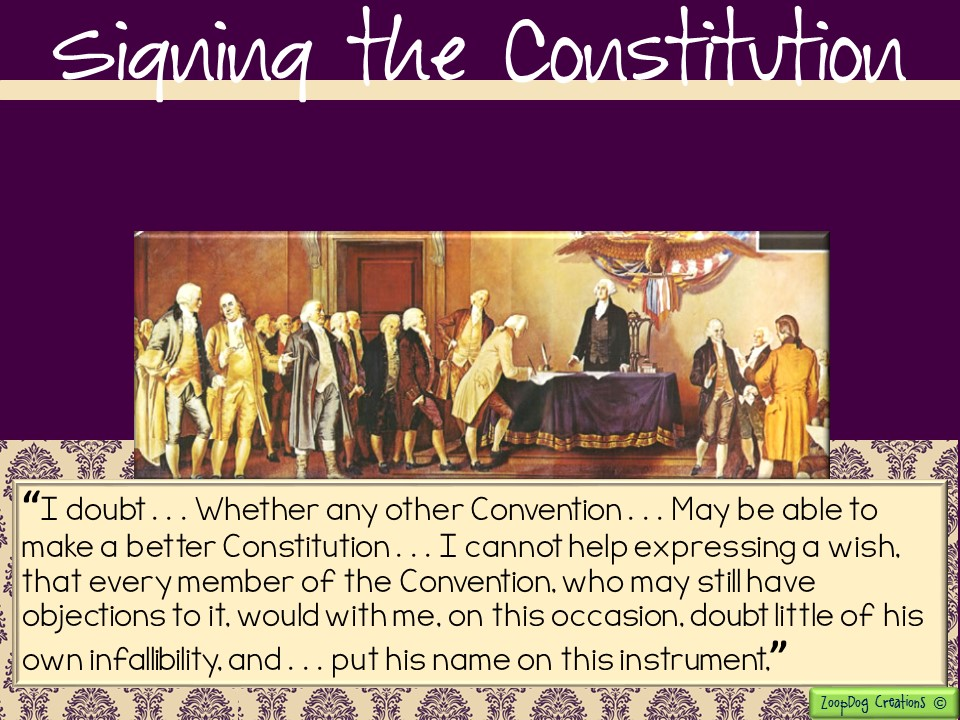 Signing the Constitution
“I doubt . . . Whether any other Convention . . . May be able to
make a better Constitution . . . I cannot help expressing a wish,
that every member of the Convention, who may still have
objections to it, would with me, on this occasion, doubt little of his
own infallibility, and . . . put his name on this instrument,”
ZoopDog Creations ©